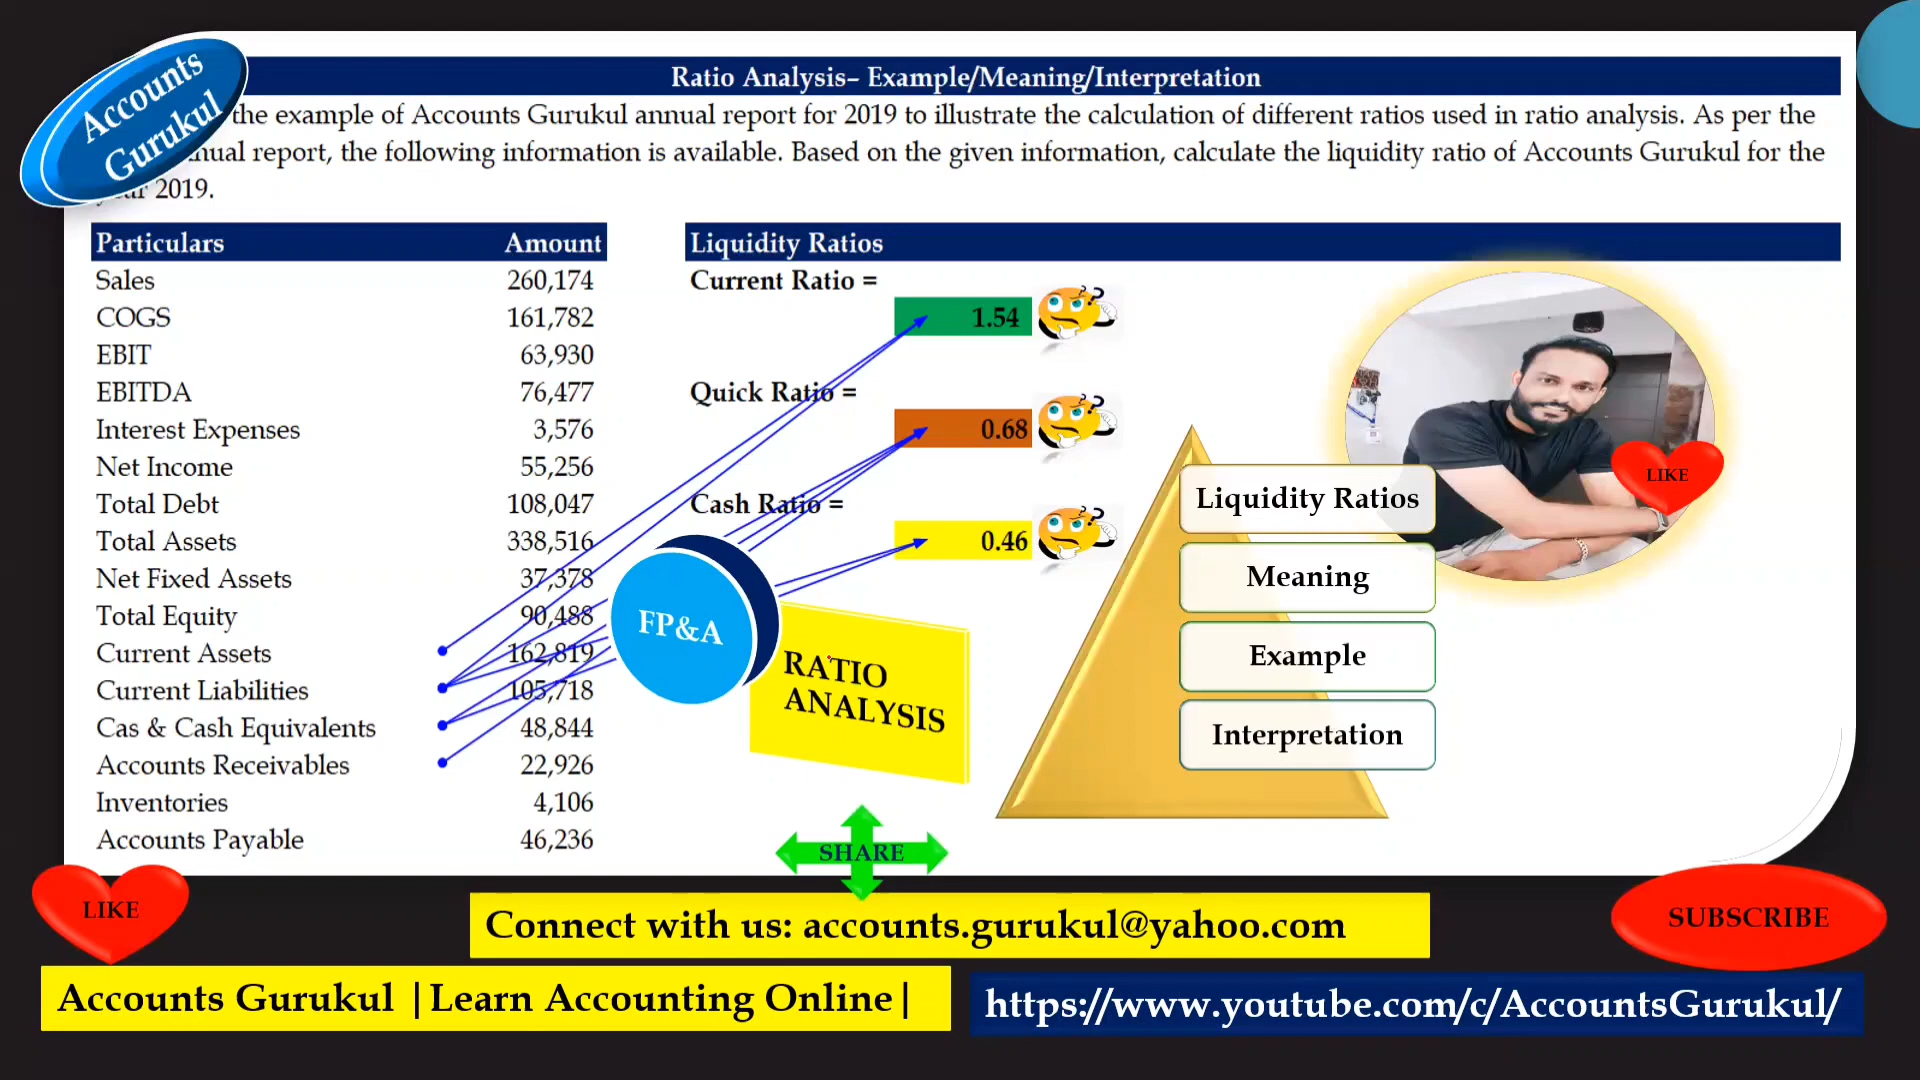 Accounts
Gurukul
Ratio Analysis– Example/Meaning/Interpretation
the example of Accounts Gurukul annual report for 2019 to illustrate the calculation of different ratios used in ratio analysis. As per the
report, the following information is available. Based on the given information, calculate the liquidity ratio of Accounts Gurukul for the
2019.
Particulars Amount
Sales 260,174
COGS 161,782
EBIT 63,930
EBITDA 76,477
Interest Expenses 3,576
Net Income 55,256
Total Debt 108,047
Total Assets 338,516
Net Fixed Assets 37,378
Total Equity 90,488
Current Assets 162,819
Current Liabilities 105,718
Cas & Cash Equivalents 48,844
Accounts Receivables 22,926
Inventories 4,106
Accounts Payable 46,236
Liquidity Ratios
Current Ratio =
1.54
Quick Ratio =
0.68
Cash Ratio =
0.46
FP&A
RATIO
ANALYSIS
Liquidity Ratios
Meaning
Example
Interpretation
LIKE
SHARE
LIKE
Connect with us: accounts.gurukul@yahoo.com
SUBSCRIBE
Accounts Gurukul |Learn Accounting Online|
https://www.youtube.com/c/AccountsGurukul/